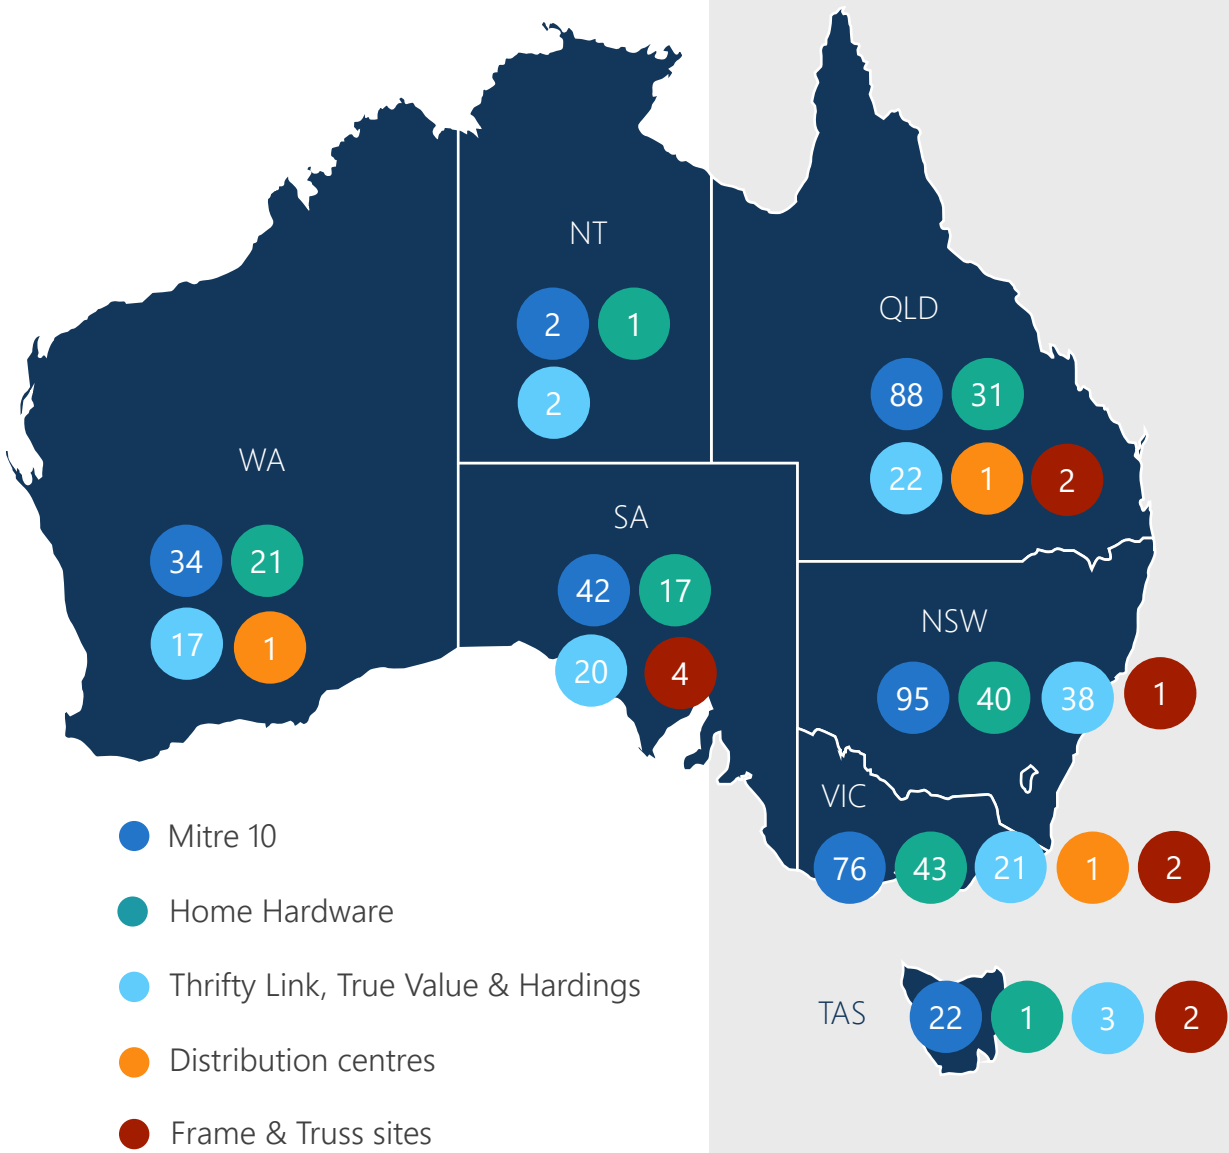 NT
2 1
2
QLD
88 31
22 1 2
WA
34 21
17 1
SA
42 17
20 4
NSW
95 40 38 1
VIC
76 43 21 1 2
TAS
22 1 3 2
Mitre 10
Home Hardware
Thrifty Link, True Value & Hardings
Distribution centres
Frame & Truss sites